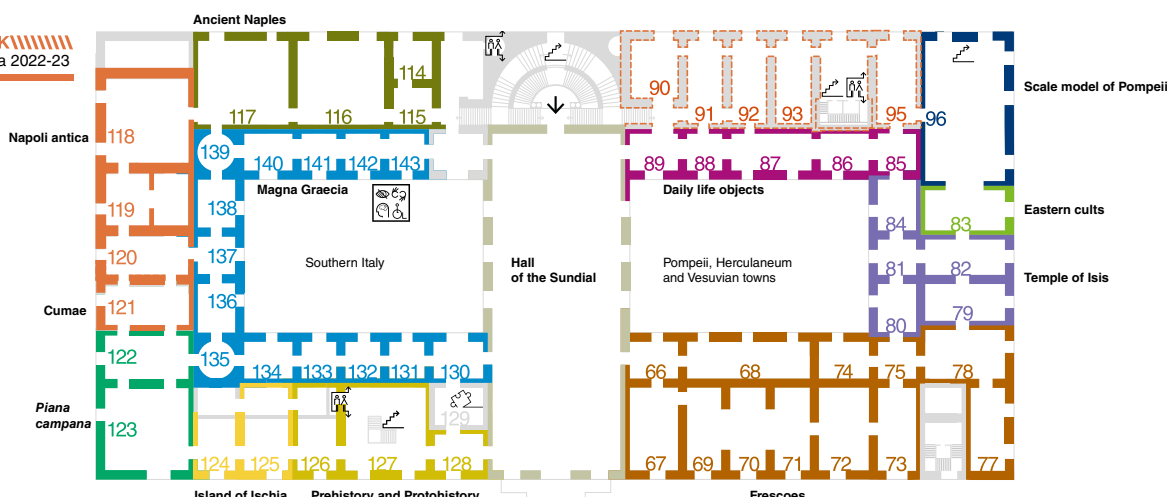 Ancient Naples
K
a 2022-23
114
90
Scale model of Pompeii
117
116
115
91
92
93
95
96
118
Napoli antica
139
140
141
142
143
89
88
87
86
85
Magna Graecia
Daily life objects
119
138
84
83
Eastern cults
120
137
Southern Italy
Hall
of the Sundial
Pompeii, Herculaneum
and Vesuvian towns
81
82
Temple of Isis
Cumae
121
136
80
79
122
135
134
133
132
131
130
66
68
74
75
78
Piana
campana
123
129
124
125
126
127
128
67
69
70
71
72
73
77
Island of Ischia
Prehistory and Protohistory
Frescoes